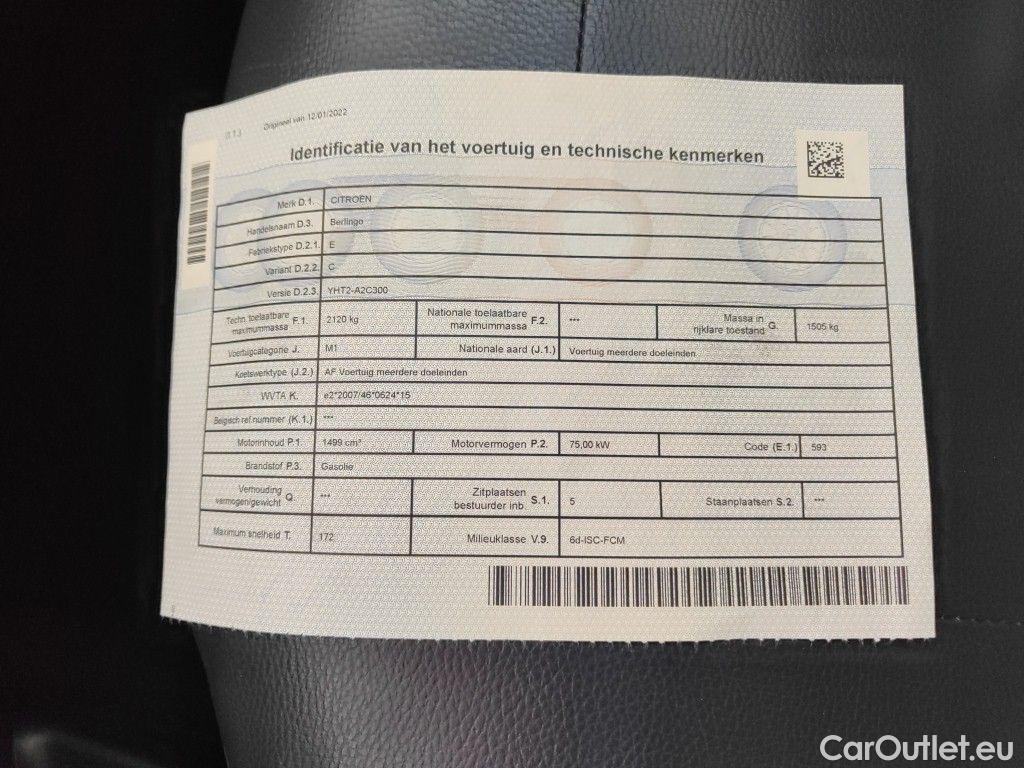 (I.1.) Origineel van 12/01/2022
Identificatie van het voertuig en technische kenmerken
Merk D.1. CITROËN
Handelsnaam D.3. Berlingo
Fabriekstype D.2.1. E
Variant D.2.2. C
Versie D.2.3. YHT2-A2C300
Techn. toelaatbare maximummassa F.1. 2120 kg Nationale toelaatbare maximummassa F.2. *** Massa in rijklare toestand G. 1505 kg
Voertuigcategorie J. M1 Nationale aard (J.1.) Voertuig meerdere doeleinden
Koetswerktype (J.2.) AF Voertuig meerdere doeleinden
WVTA K. e2*2007/46*0624*15
Belgisch ref.nummer (K.1.) ***
Motorinhoud P.1. 1499 cm³ Motorvermogen P.2. 75,00 kW Code (E.1.) 593
Brandstof P.3. Gasolie
Verhouding vermogen/gewicht Q. *** Zitplaatsen bestuurder inb. S.1. 5 Staanplaatsen S.2. ***
Maximum snelheid T. 172 Milieuklasse V.9. 6d-ISC-FCM
CarOutlet.eu